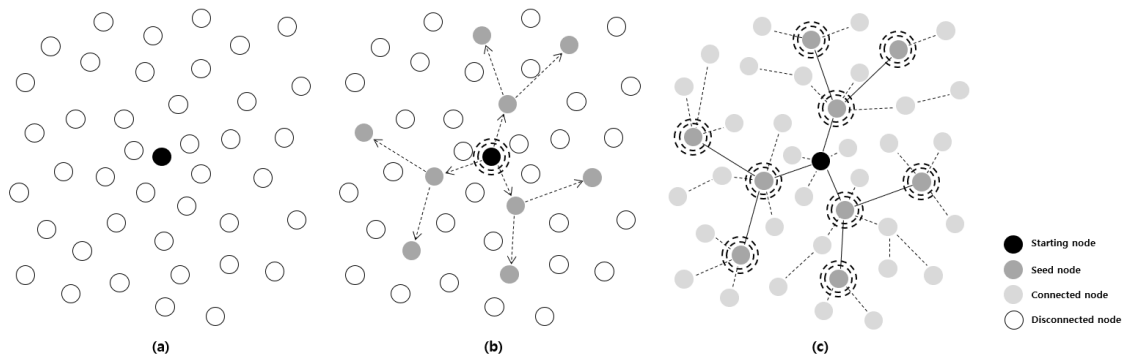 Starting node
Seed node
Connected node
Disconnected node
(a)
(b)
(c)